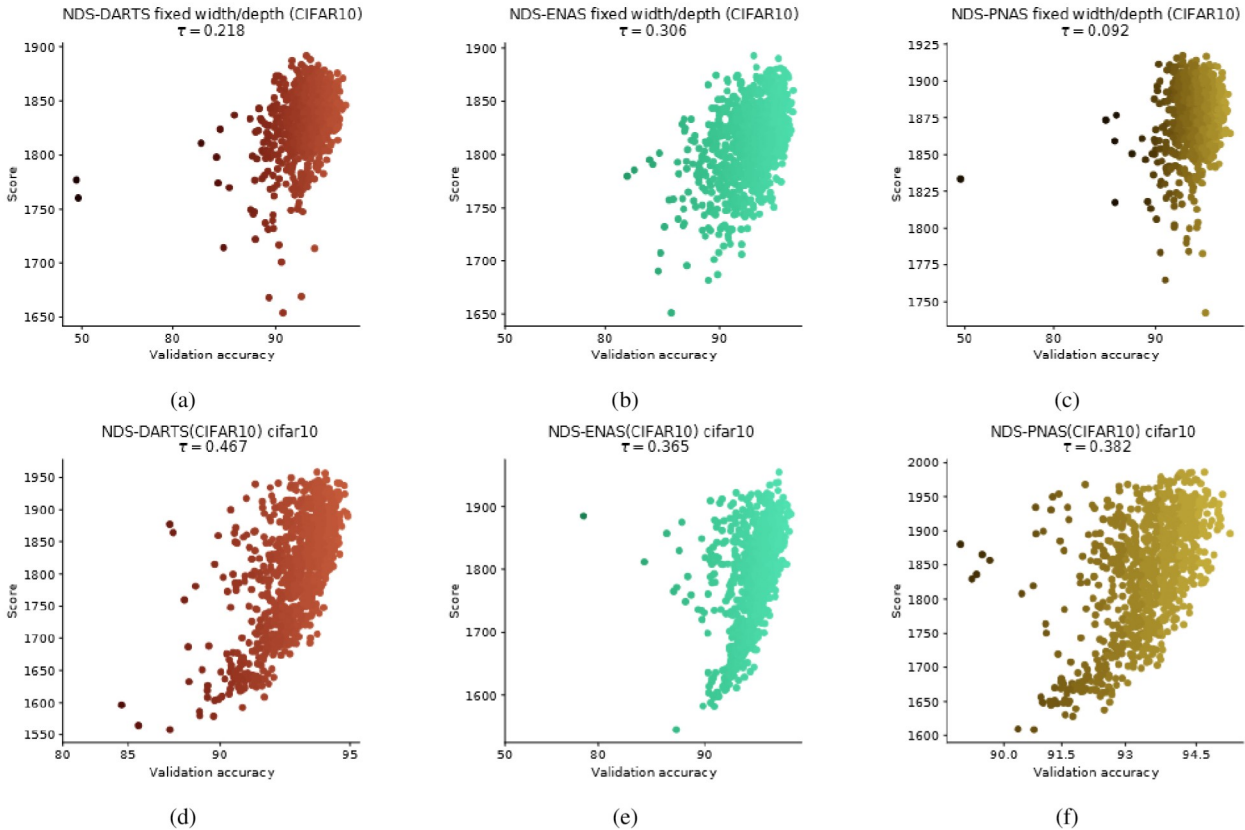 NDS-DARTS fixed width/depth (CIFAR10)
τ = 0.218
1900
1850
1800
1750
1700
1650
Score
50
80
90
Validation accuracy
(a)
NDS-ENAS fixed width/depth (CIFAR10)
τ = 0.306
1900
1850
1800
1750
1700
1650
Score
50
80
90
Validation accuracy
(b)
NDS-PNAS fixed width/depth (CIFAR10)
τ = 0.092
1925
1900
1875
1850
1825
1800
1775
1750
Score
50
80
90
Validation accuracy
(c)
NDS-DARTS(CIFAR10) cifar10
τ = 0.467
1950
1900
1850
1800
1750
1700
1650
1600
1550
Score
80
85
90
95
Validation accuracy
(d)
NDS-ENAS(CIFAR10) cifar10
τ = 0.365
1900
1800
1700
1600
Score
50
80
90
Validation accuracy
(e)
NDS-PNAS(CIFAR10) cifar10
τ = 0.382
2000
1950
1900
1850
1800
1750
1700
1650
1600
Score
90.0
91.5
93
94.5
Validation accuracy
(f)